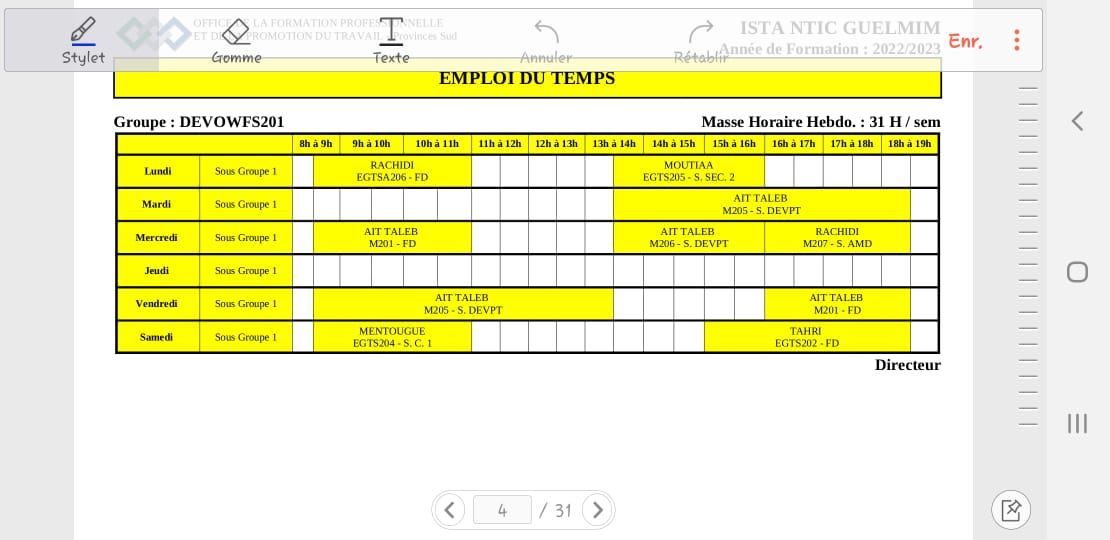 OFFICE DE LA FORMATION PROFESSIONNELLE
ET DE LA PROMOTION DU TRAVAIL - Provinces Sud
ISTA NTIC GUELMIM
Année de Formation : 2022/2023
Stylet
Gomme
Texte
Annuler
Rétablir
Enr.
EMPLOI DU TEMPS
Groupe : DEVOWFS201
Masse Horaire Hebdo. : 31 H / sem
8h à 9h 9h à 10h 10h à 11h 11h à 12h 12h à 13h 13h à 14h 14h à 15h 15h à 16h 16h à 17h 17h à 18h 18h à 19h
Lundi
Sous Groupe 1
RACHIDI
EGTSA206 - FD
MOUTIAA
EGTS205 - S. SEC. 2
Mardi
Sous Groupe 1
AIT TALEB
M205 - S. DEVPT
Mercredi
Sous Groupe 1
AIT TALEB
M201 - FD
AIT TALEB
M206 - S. DEVPT
RACHIDI
M207 - S. AMD
Jeudi
Sous Groupe 1
Vendredi
Sous Groupe 1
AIT TALEB
M205 - S. DEVPT
AIT TALEB
M201 - FD
Samedi
Sous Groupe 1
MENTOUGUE
EGTS204 - S. C. 1
TAHRI
EGTS202 - FD
Directeur
4 / 31